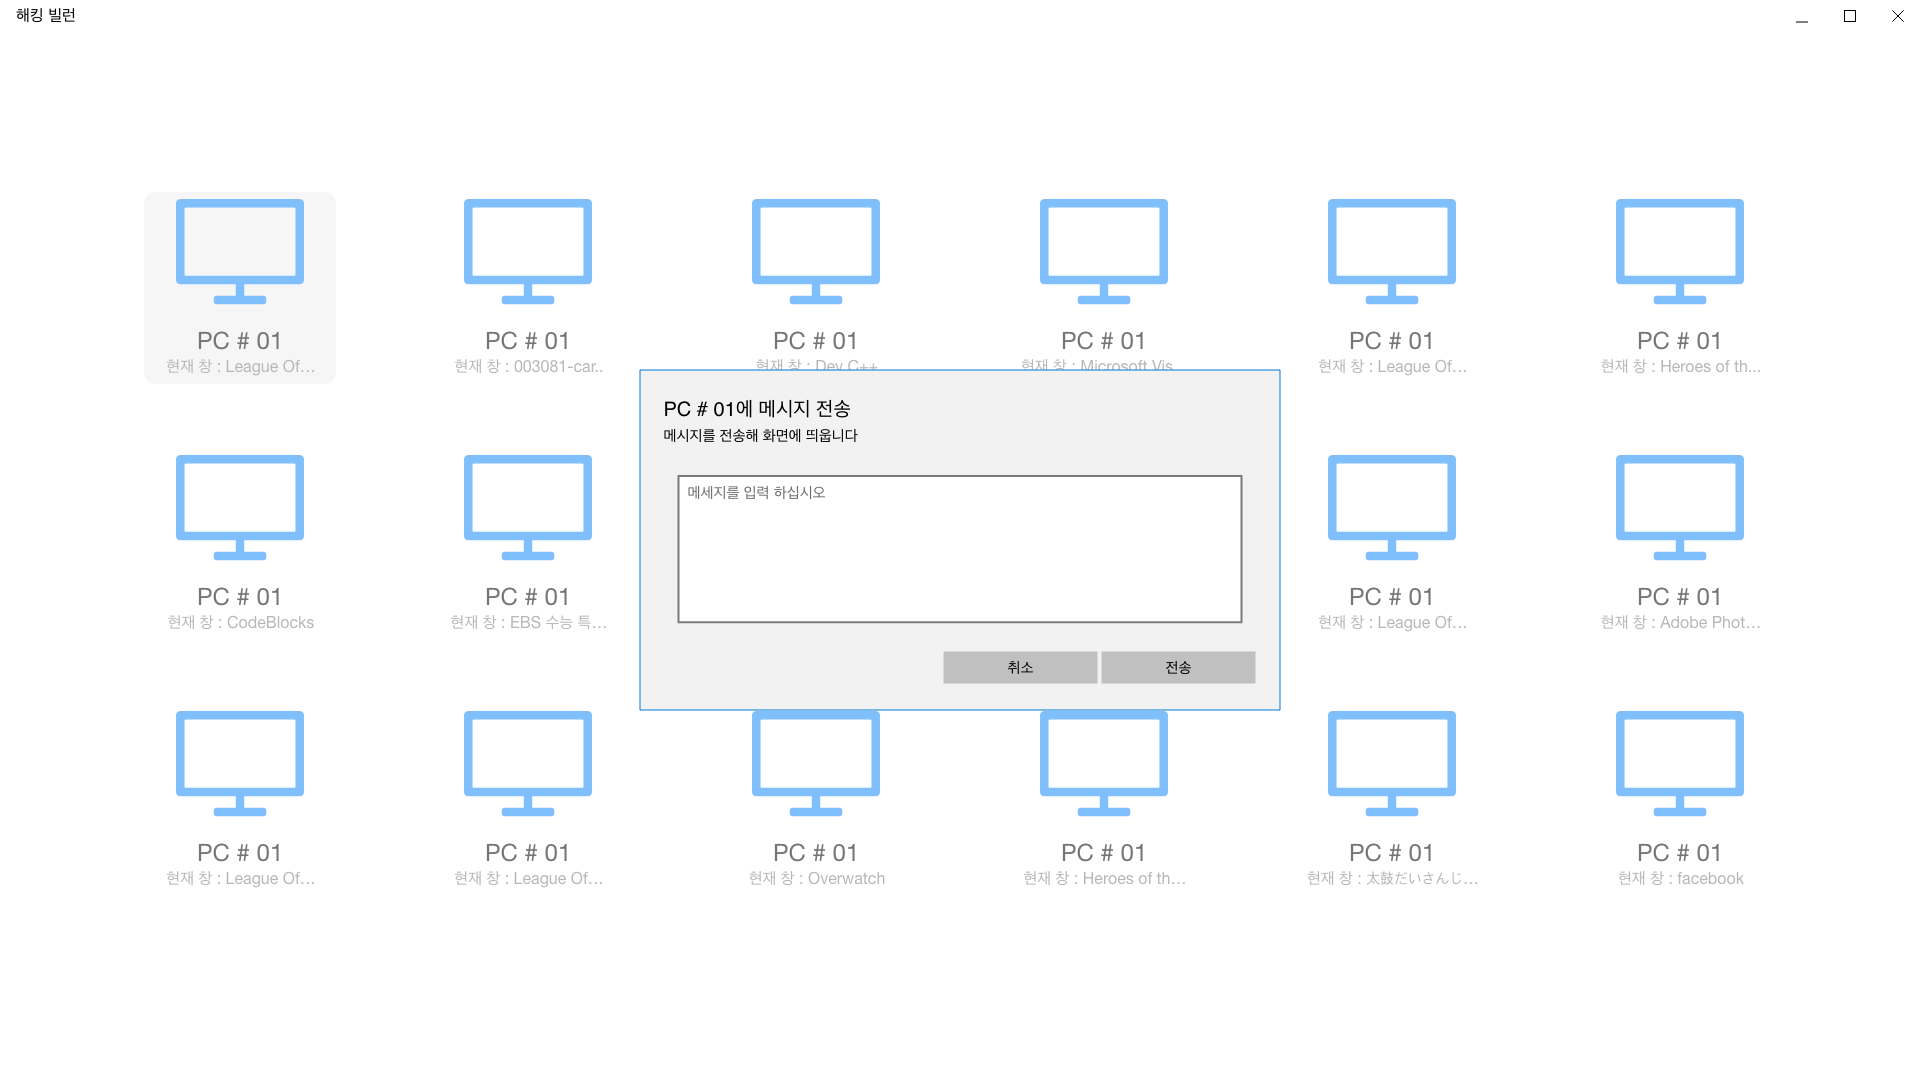 해킹 빌런
PC # 01
PC # 01
PC # 01
PC # 01
PC # 01
PC # 01
현재 창 : League Of...
현재 창 : 003081-car..
현재 창 : Dev C++
현재 창 : Microsoft Vis
현재 창 : League Of...
현재 창 : Heroes of th...
PC # 01에 메시지 전송
메시지를 전송해 화면에 띄웁니다
메세지를 입력 하십시오
취소
전송
PC # 01
PC # 01
PC # 01
PC # 01
현재 창 : CodeBlocks
현재 창 : EBS 수능 특...
현재 창 : League Of...
현재 창 : Adobe Phot...
PC # 01
PC # 01
PC # 01
PC # 01
PC # 01
PC # 01
현재 창 : League Of...
현재 창 : League Of...
현재 창 : Overwatch
현재 창 : Heroes of th...
현재 창 : 太鼓だいさんじ...
현재 창 : facebook